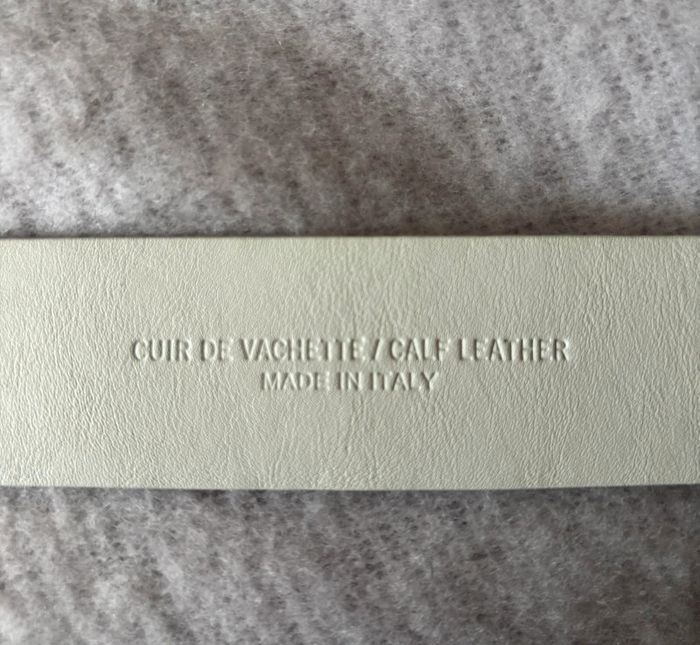 CUIR DE VACHETTE / CALF LEATHER
MADE IN ITALY